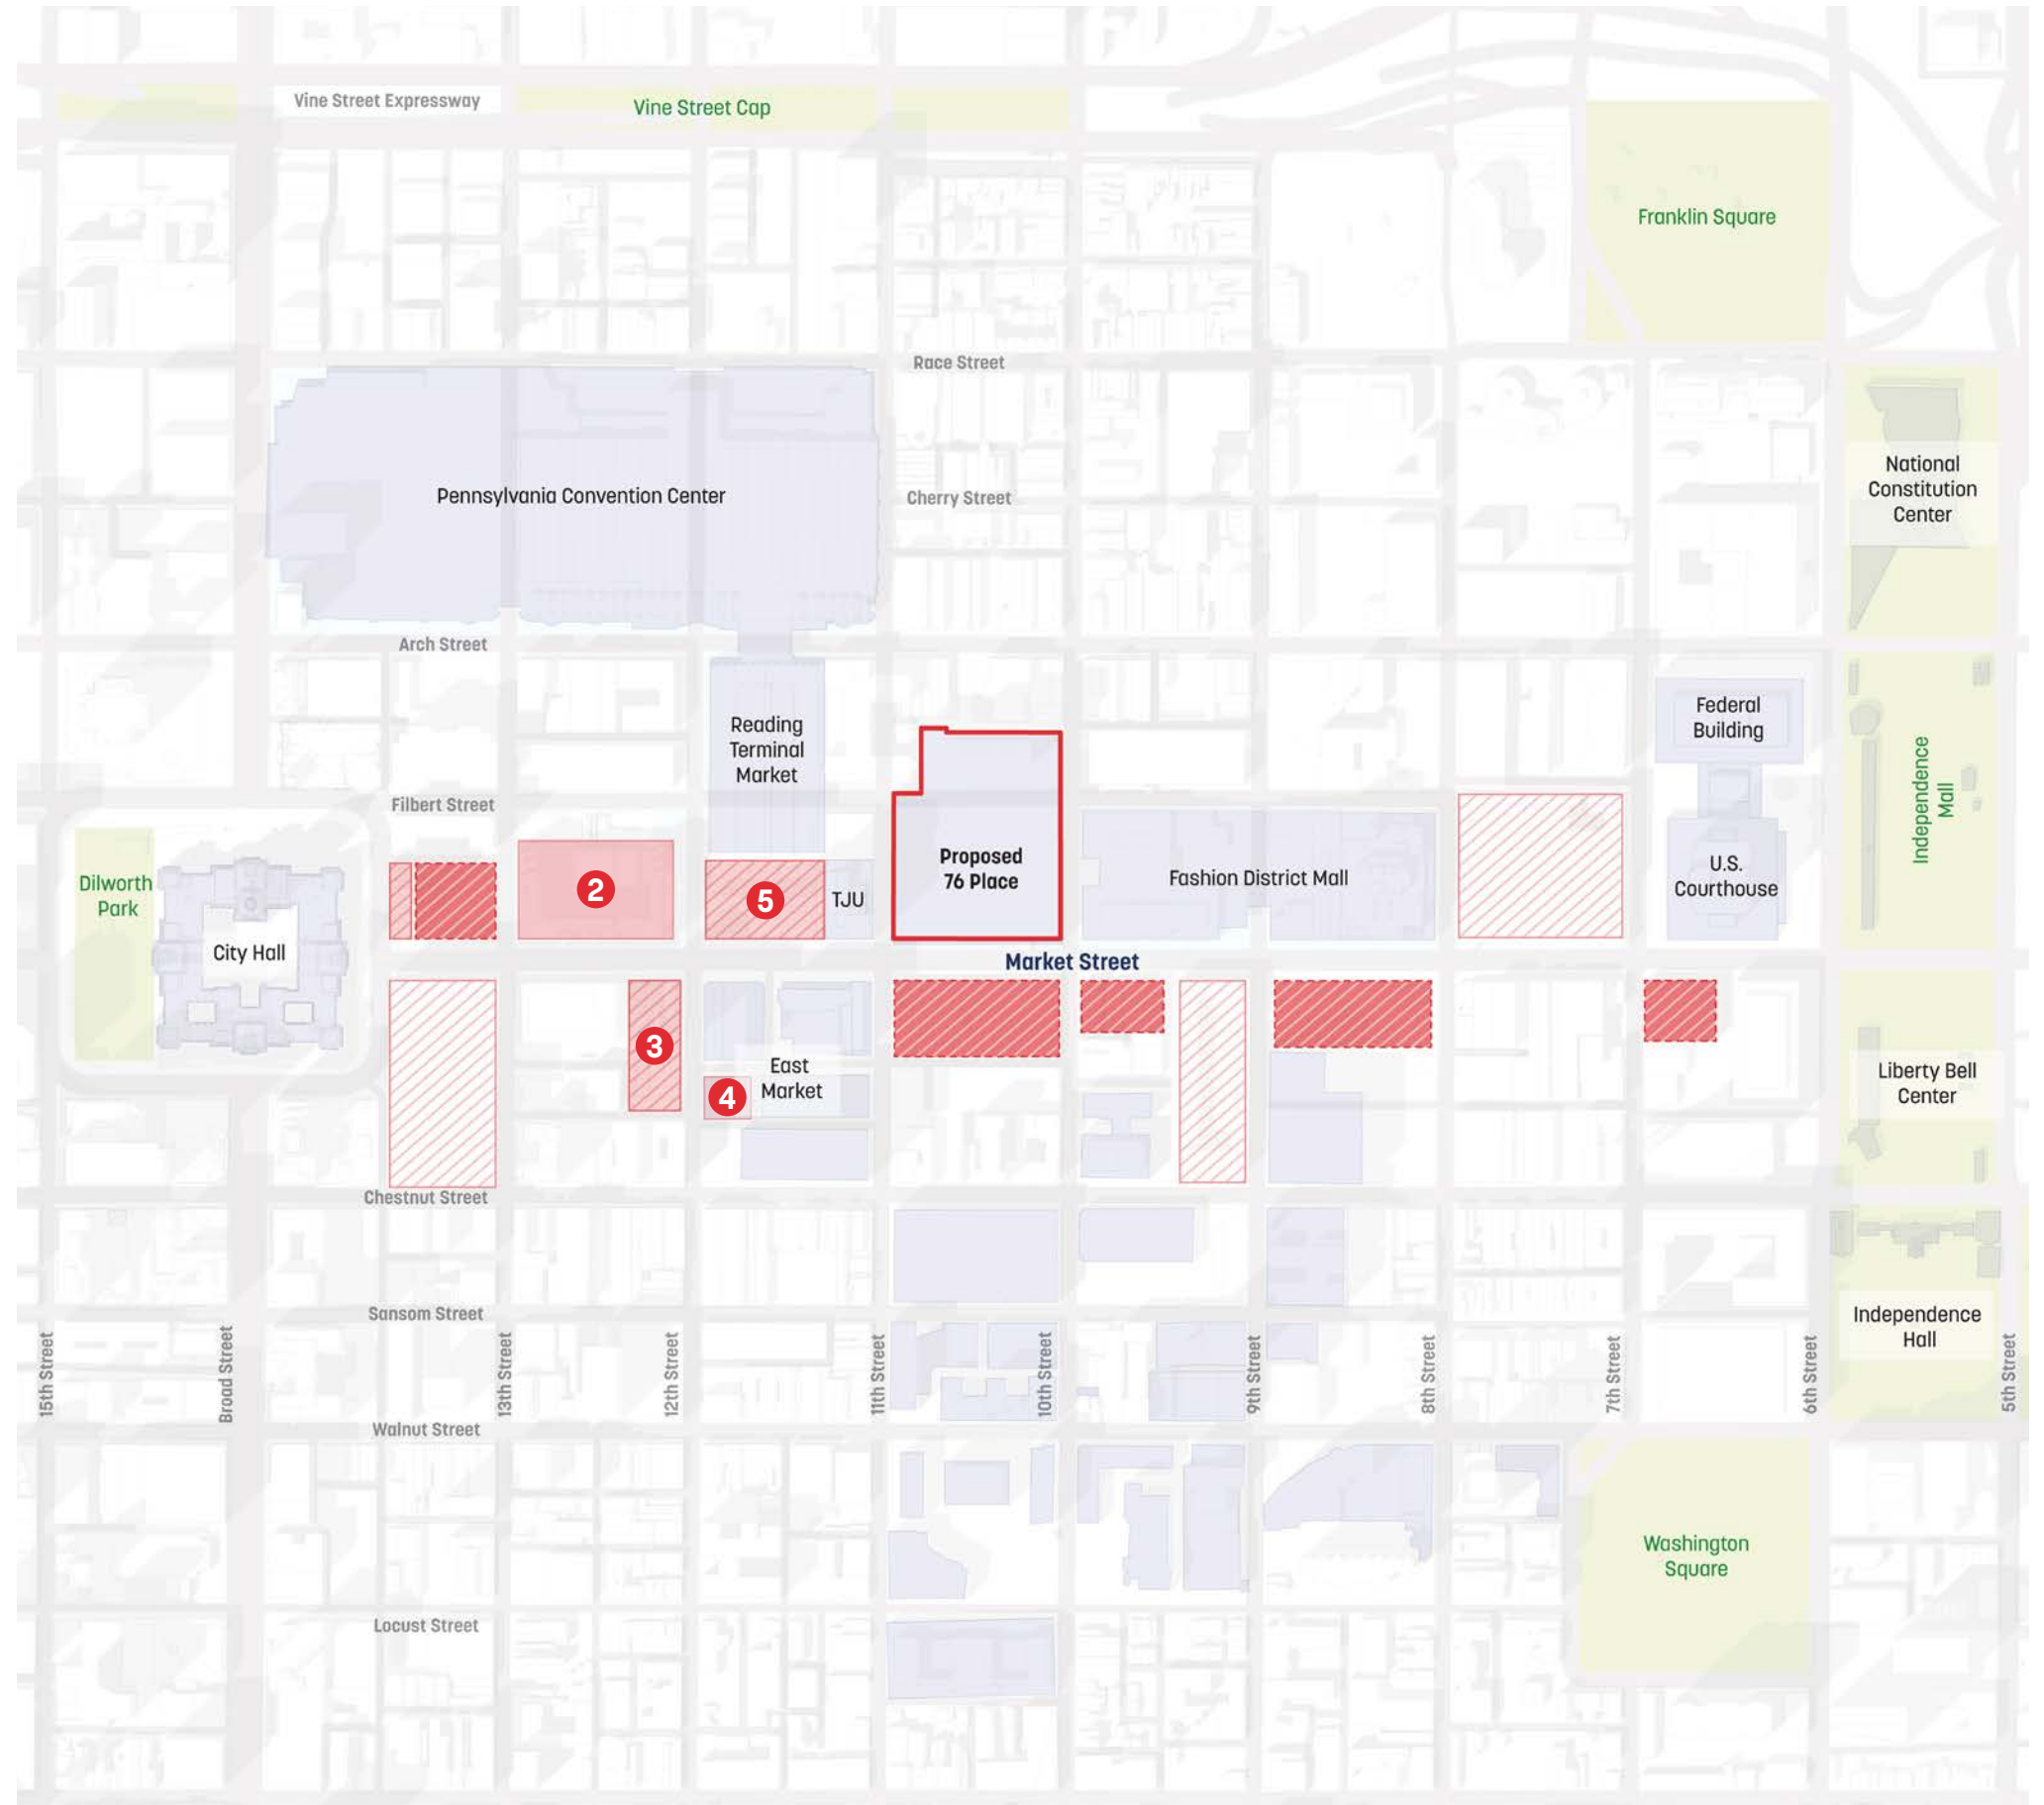 Vine Street Expressway
Vine Street Cap
Franklin Square
Race Street
Pennsylvania Convention Center
Cherry Street
National
Constitution
Center
Arch Street
Reading
Terminal
Market
Federal
Building
Independence
Mall
Filbert Street
Proposed
76 Place
Fashion District Mall
U.S.
Courthouse
Dilworth
Park
2
5
TJU
City Hall
Market Street
3
East
Market
4
Liberty Bell
Center
Chestnut Street
Sansom Street
Independence
Hall
15th Street
Broad Street
13th Street
12th Street
11th Street
10th Street
9th Street
8th Street
7th Street
6th Street
5th Street
Walnut Street
Washington
Square
Locust Street